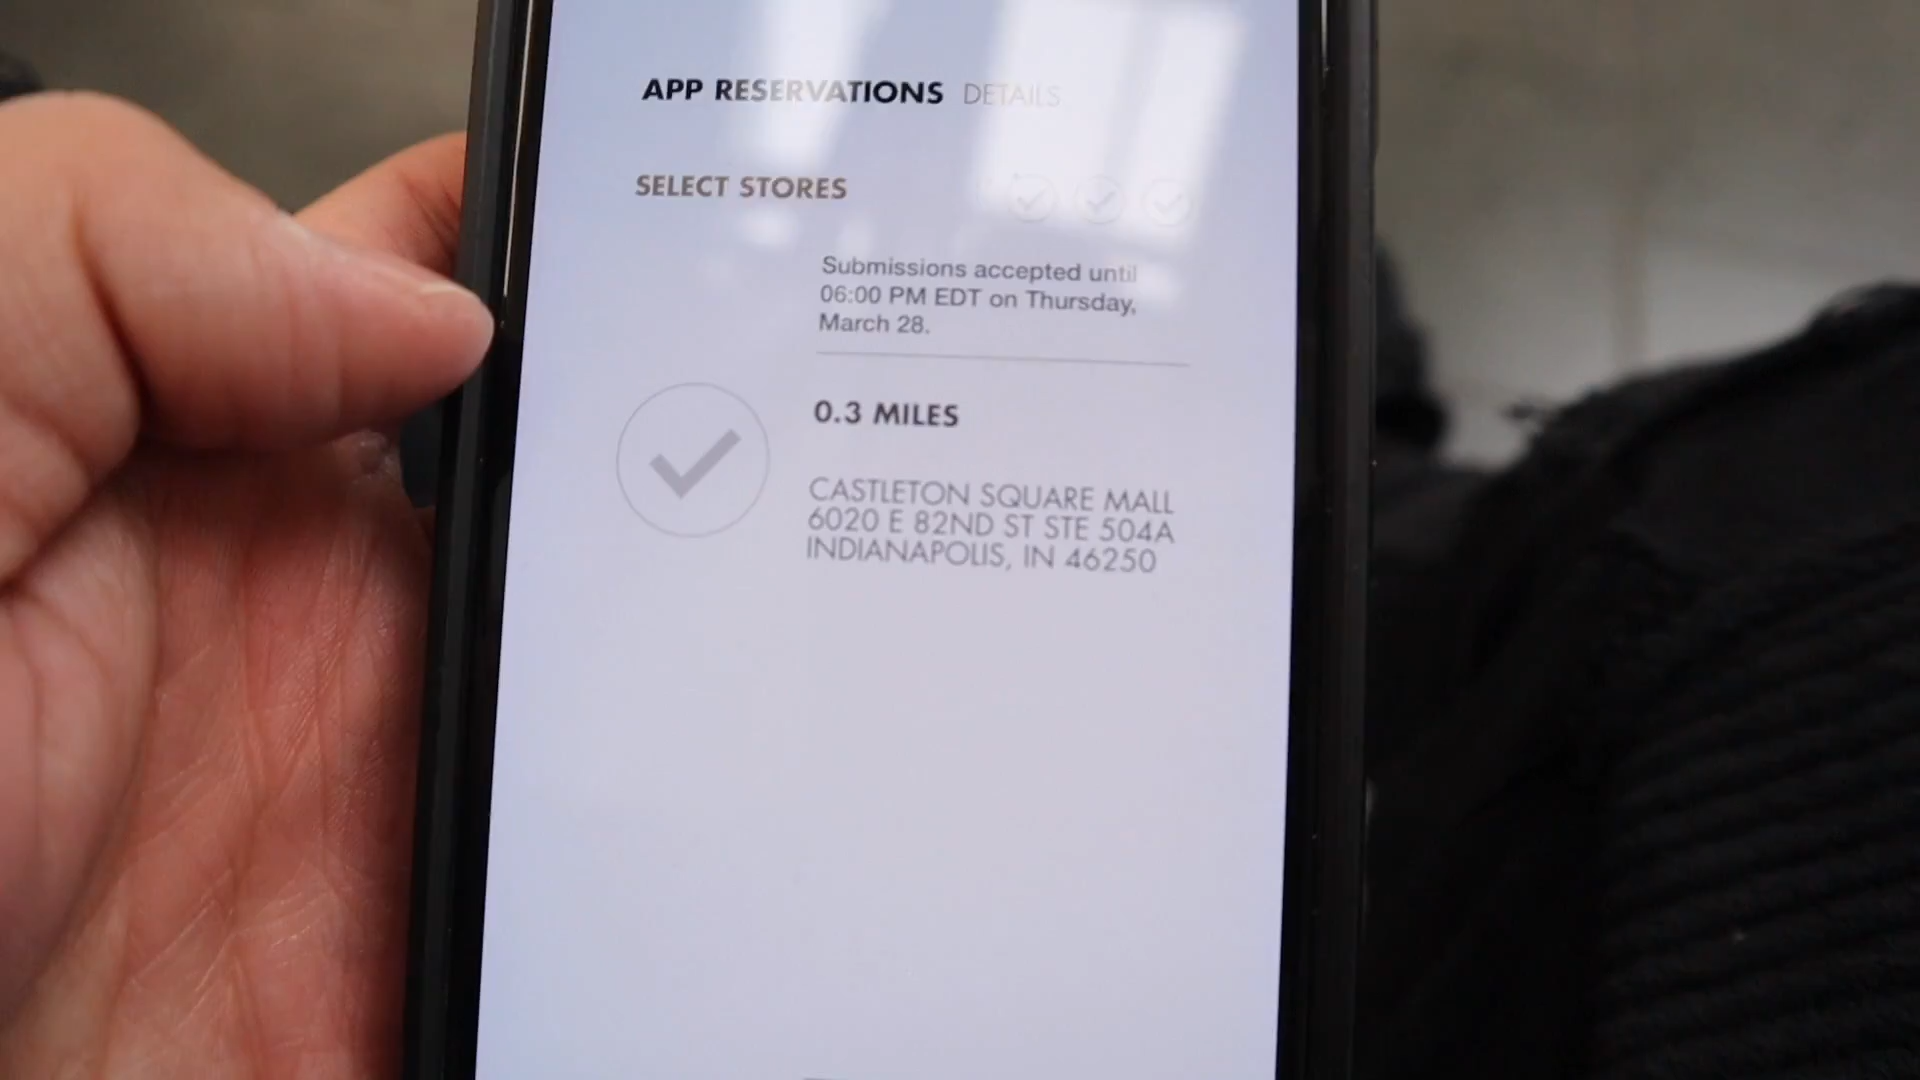 APP RESERVATIONS DETAILS
SELECT STORES
Submissions accepted until
06:00 PM EDT on Thursday,
March 28.
0.3 MILES
CASTLETON SQUARE MALL
6020 E 82ND ST STE 504A
INDIANAPOLIS, IN 46250